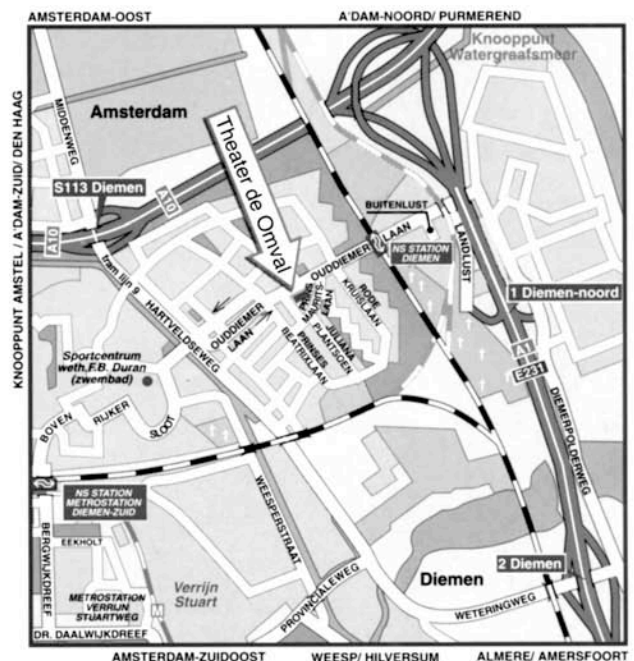 AMSTERDAM-OOST
A'DAM-NOORD/ PURMEREND
KNOOPPUNT AMSTEL / A'DAM-ZUID/ DEN HAAG
Knooppunt
Watergraafsmeer
MIDDENWEG
Amsterdam
Theater de Omval
S113 Diemen
A10
A10
BUITENLUST
NS STATION
DIEMEN
LANDLUST
OUDDIEMER LAAN
tram lijn 9
HARTVELDSEWEG
PRINS
MAURITS-
LAAN
RODE
KRUISLAAN
1 Diemen-noord
OUDDIEMER
LAAN
JULIANA
PLANTSOEN
PRINSES
BEATRIXLAAN
A1
E231
Sportcentrum
weth. F.B. Duran
(zwembad)
BOVEN
RIJKER
SLOOT
DIEMERPOLDERWEG
NS STATION
METROSTATION
DIEMEN-ZUID
WEESPERSTRAAT
BERGWIJKDREEF
EEKHOLT
2 Diemen
Verrijn
Stuart
Diemen
METROSTATION
VERRIJN
STUARTWEG
M
PROVINCIALEWEG
WETERINGWEG
DR. DAALWIJKDREEF
AMSTERDAM-ZUIDOOST
WEESP/ HILVERSUM
ALMERE/ AMERSFOORT